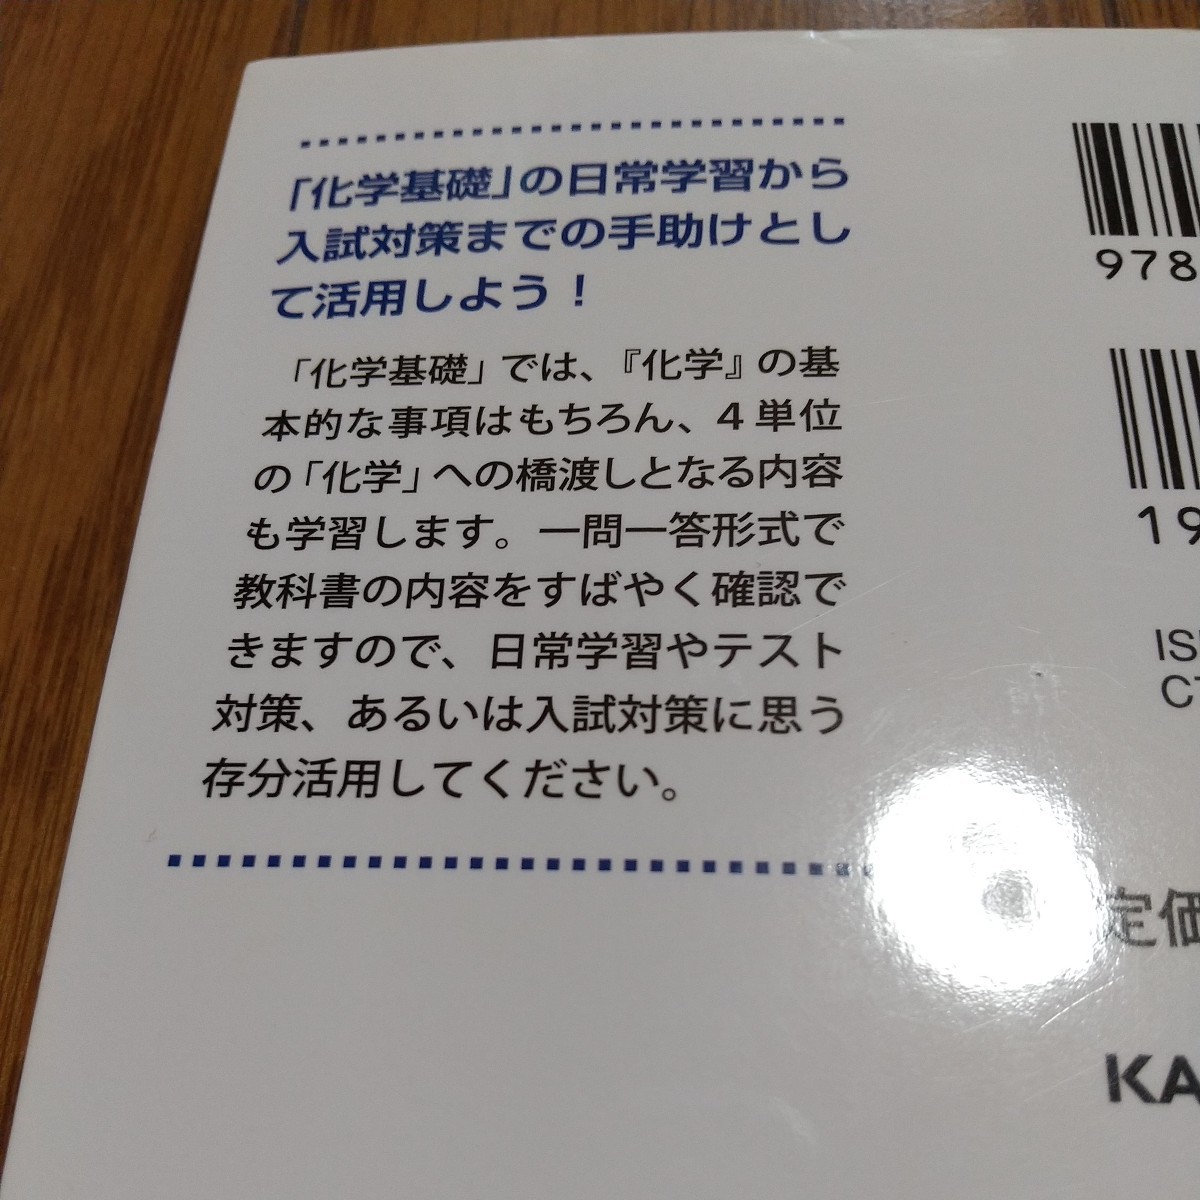 「化学基礎」の日常学習から
入試対策までの手助けとし
て活用しよう！
「化学基礎」では、『化学』の基
本的な事項はもちろん、4単位
の「化学」への橋渡しとなる内容
も学習します。一問一答形式で
教科書の内容をすばやく確認で
きますので、日常学習やテスト
対策、あるいは入試対策に思う
存分活用してください。
978
19
IS
C7
定価
KA